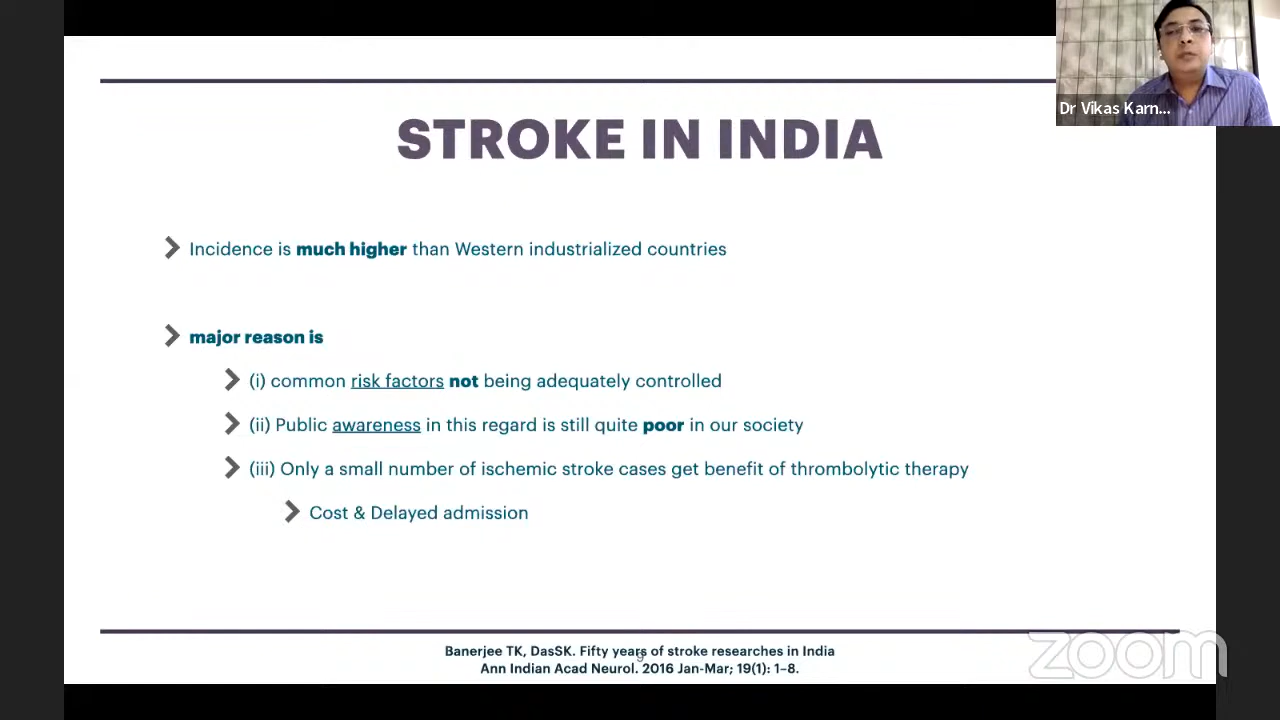 Dr Vikas Karn...
STROKE IN INDIA
Incidence is much higher than Western industrialized countries
major reason is
(i) common risk factors not being adequately controlled
(ii) Public awareness in this regard is still quite poor in our society
(iii) Only a small number of ischemic stroke cases get benefit of thrombolytic therapy
Cost & Delayed admission
Banerjee TK, DasSK. Fifty years of stroke researches in India
9
Ann Indian Acad Neurol. 2016 Jan-Mar; 19(1): 1–8.
zoom